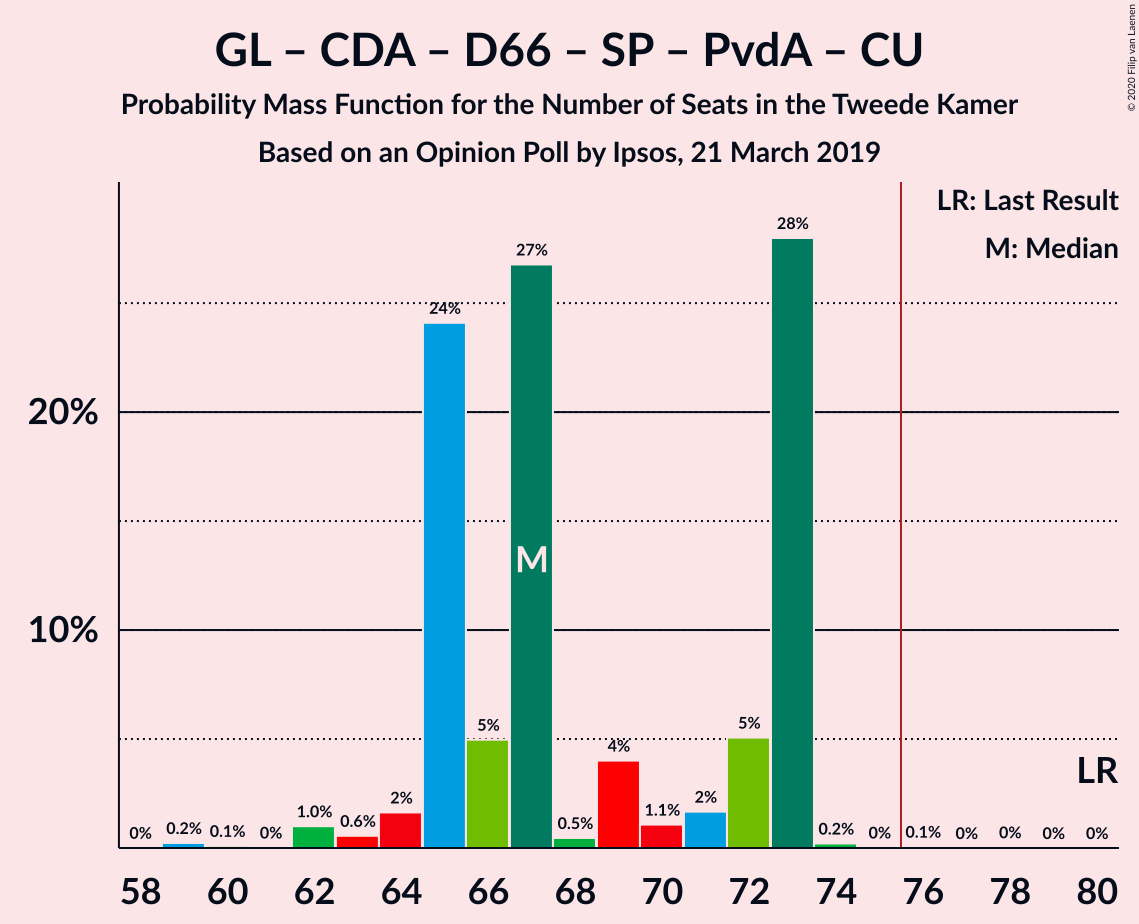 GL – CDA – D66 – SP – PvdA – CU
Probability Mass Function for the Number of Seats in the Tweede Kamer
Based on an Opinion Poll by Ipsos, 21 March 2019
© 2020 Filip van Laenen
LR: Last Result
M: Median
20%
10%
0%
0.2%
0.1%
0%
1.0%
0.6%
2%
24%
5%
27%
0.5%
4%
1.1%
2%
5%
28%
0.2%
0%
0.1%
0%
0%
0%
0%
M
LR
58 60 62 64 66 68 70 72 74 76 78 80